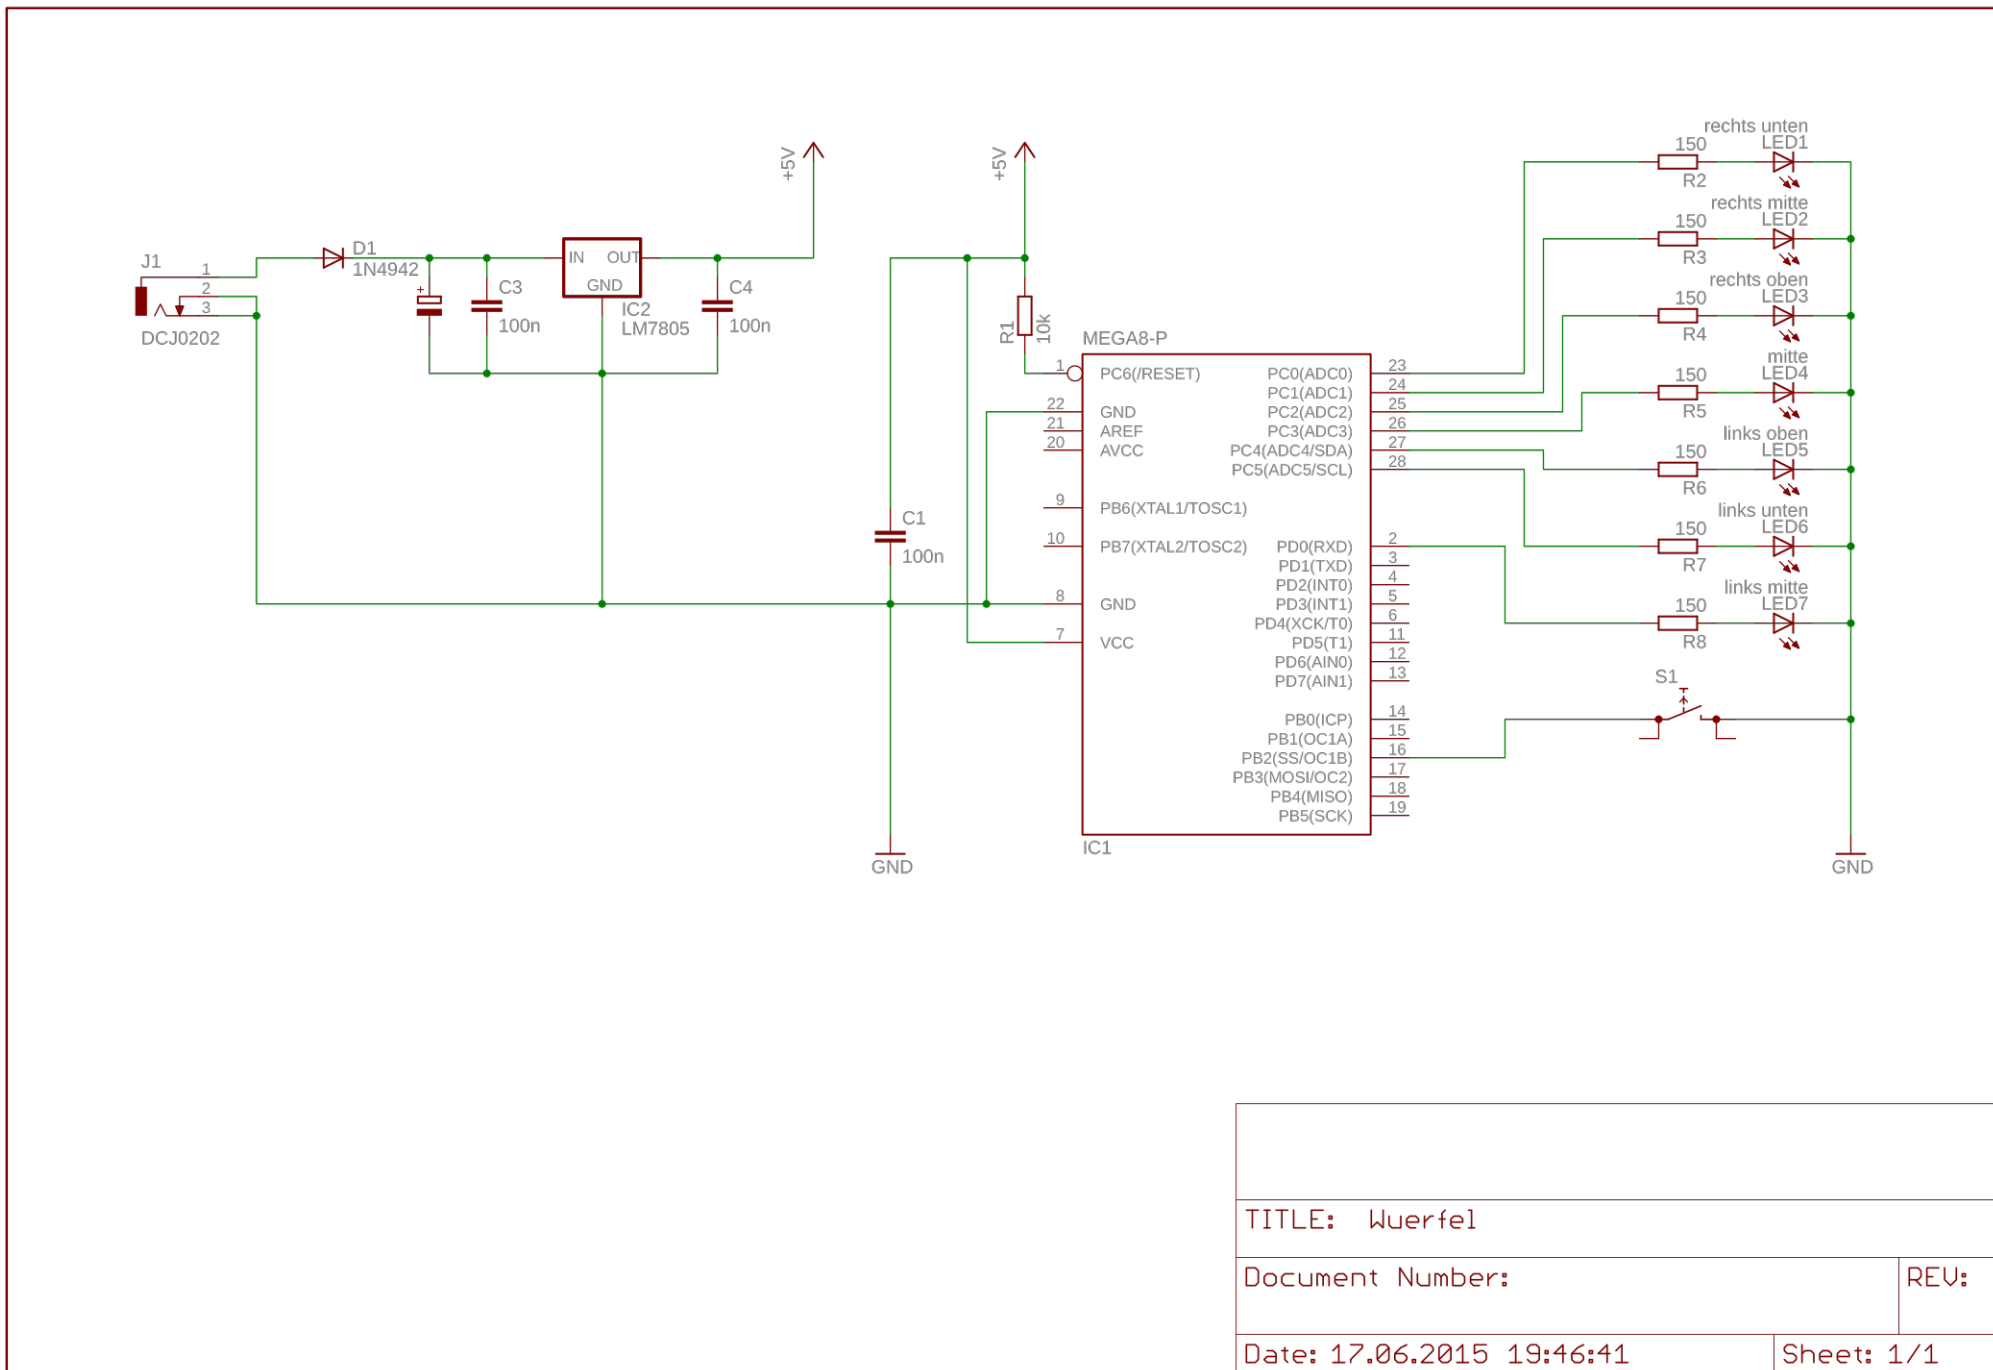 +5V
J1
1
2
3
DCJ0202
D1
1N4942
+
C3
100n
IN OUT
GND
IC2
LM7805
C4
100n
+5V
R1
10k
C1
100n
GND
MEGA8-P
1 PC6(/RESET)
22 GND
21 AREF
20 AVCC
9 PB6(XTAL1/TOSC1)
10 PB7(XTAL2/TOSC2)
8 GND
7 VCC
PC0(ADC0) 23
PC1(ADC1) 24
PC2(ADC2) 25
PC3(ADC3) 26
PC4(ADC4/SDA) 27
PC5(ADC5/SCL) 28
PD0(RXD) 2
PD1(TXD) 3
PD2(INT0) 4
PD3(INT1) 5
PD4(XCK/T0) 6
PD5(T1) 11
PD6(AIN0) 12
PD7(AIN1) 13
PB0(ICP) 14
PB1(OC1A) 15
PB2(SS/OC1B) 16
PB3(MOSI/OC2) 17
PB4(MISO) 18
PB5(SCK) 19
IC1
rechts unten
150 LED1
R2
rechts mitte
150 LED2
R3
rechts oben
150 LED3
R4
mitte
150 LED4
R5
links oben
150 LED5
R6
links unten
150 LED6
R7
links mitte
150 LED7
R8
S1
GND
TITLE: Wuerfel
Document Number:
REV:
Date: 17.06.2015 19:46:41
Sheet: 1/1